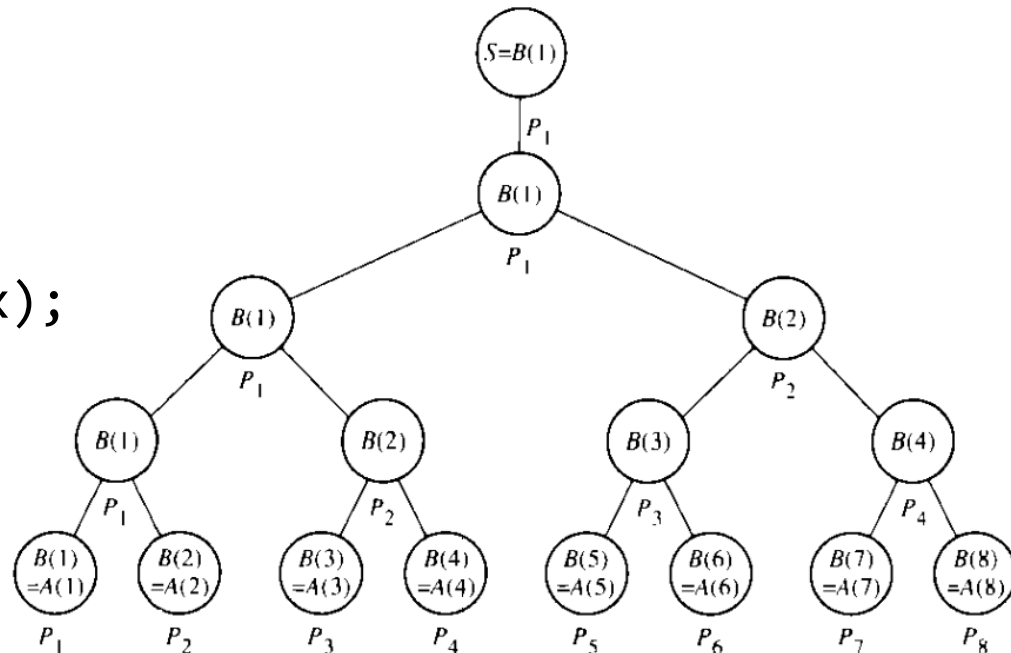 S=B(1)
P1
B(1)
P1
x);
B(1) B(2)
P1 P2
B(1) B(2) B(3) B(4)
P1 P2 P3 P4
B(1) B(2) B(3) B(4) B(5) B(6) B(7) B(8)
=A(1) =A(2) =A(3) =A(4) =A(5) =A(6) =A(7) =A(8)
P1 P2 P3 P4 P5 P6 P7 P8